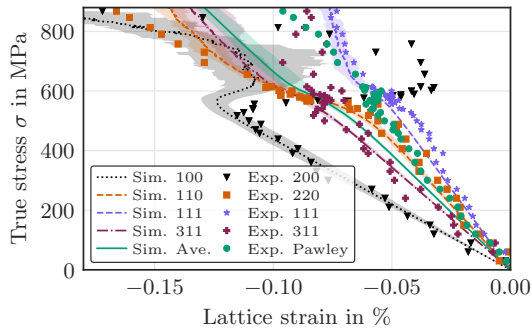 True stress σ in MPa
800
600
400
200
0
Sim. 100 Exp. 200
Sim. 110 Exp. 220
Sim. 111 Exp. 111
Sim. 311 Exp. 311
Sim. Ave. Exp. Pawley
−0.15 −0.10 −0.05 0.00
Lattice strain in %